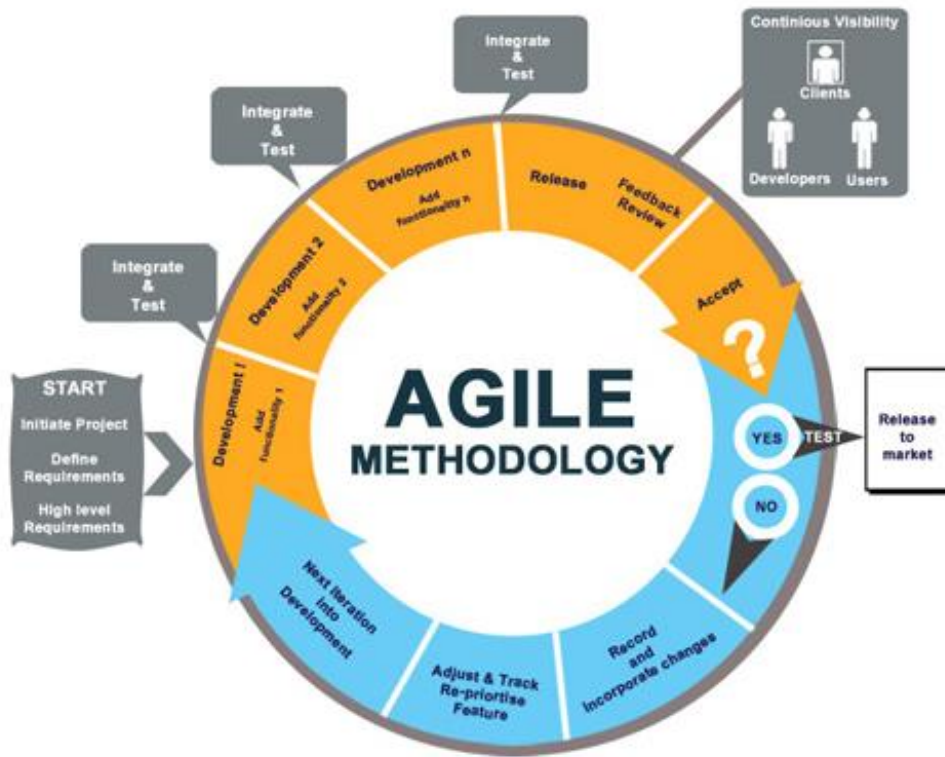 START
Initiate Project
Define
Requirements
High level
Requirements
Integrate
&
Test
Integrate
&
Test
Integrate
&
Test
Continious Visibility
Clients
Developers
Users
Development 1
Add
functionality 1
Development 2
Add
functionality 2
Development n
Add
functionality n
Release
Feedback
Review
Accept
?
YES
TEST
Release
to
market
NO
Record
and
Incorporate changes
Adjust & Track
Re-prioritise
Feature
Next Iteration
into
Development
AGILE
METHODOLOGY